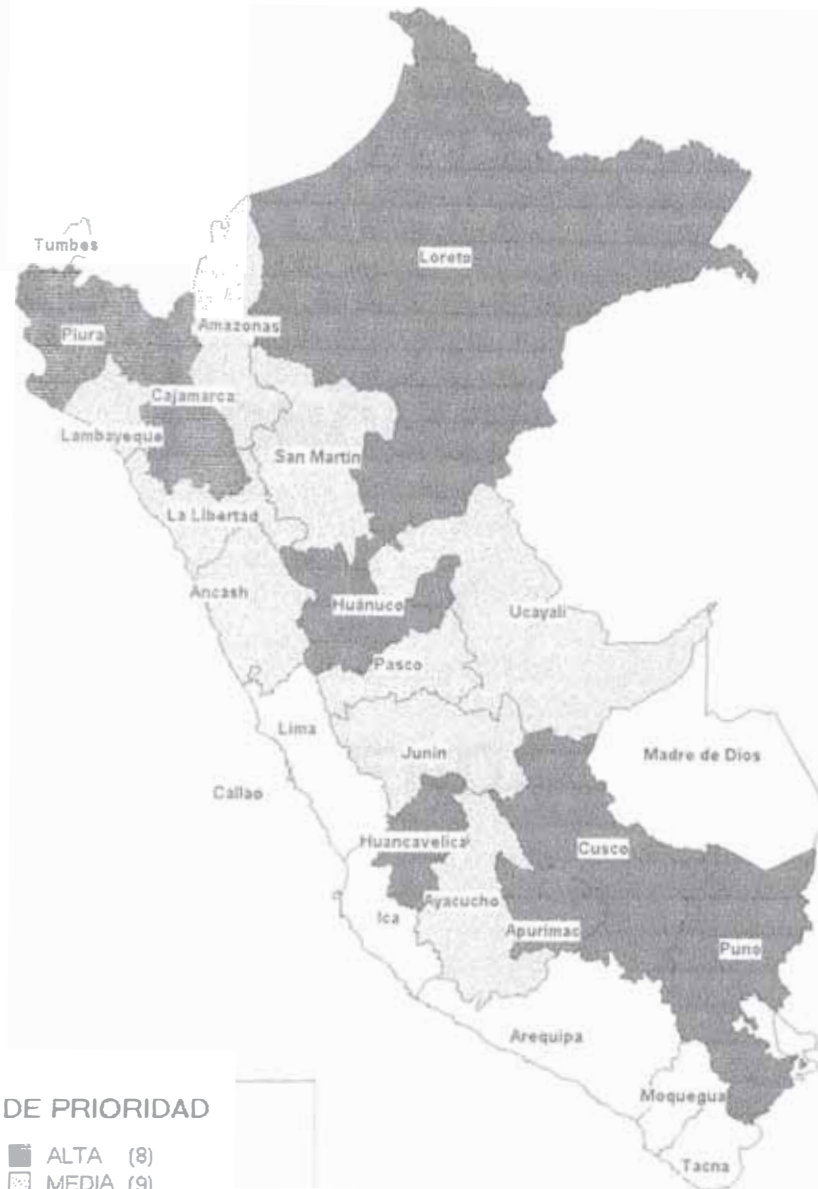 Tumbes
Loreto
Piura
Amazonas
Cajamarca
Lambayeque
San Martin
La Libertad
Ancash
Huánuco
Ucayali
Pasco
Lima
Junin
Madre de Dios
Callao
Huancavelica
Cusco
Ica
Ayacucho
Apurimac
Puno
Arequipa
Moquegua
Tacna
DE PRIORIDAD
ALTA (8)
MEDIA (9)